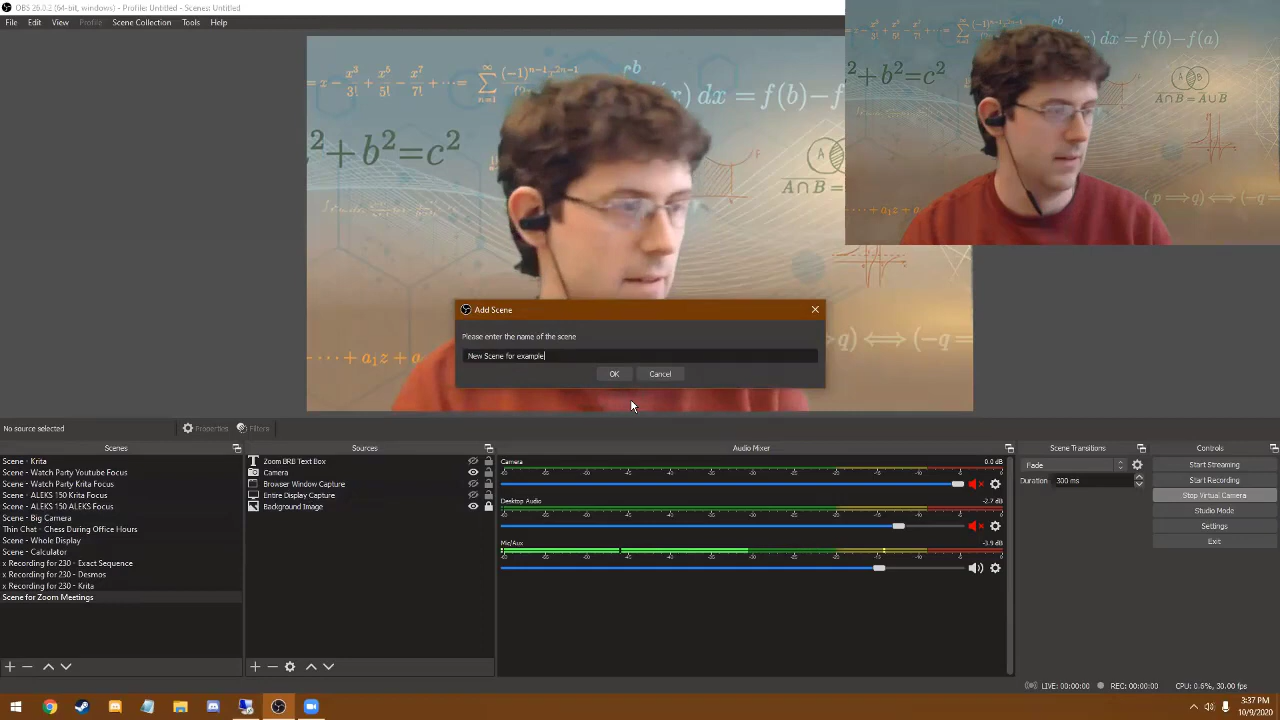 OBS 26.0.2 (64-bit, windows) - Profile: Untitled - Scenes: Untitled
File Edit View Profile Scene Collection Tools Help
Add Scene
Please enter the name of the scene
New Scene for example
OK Cancel
No source selected Properties Filters
Scenes
Scene - Krita
Scene - Watch Party Youtube Focus
Scene - Watch Party Krita Focus
Scene - ALEKS 150 Krita Focus
Scene - ALEKS 150 ALEKS Focus
Scene - Big Camera
Thin Chat - Chess During Office Hours
Scene - Whole Display
Scene - Calculator
x Recording for 230 - Exact Sequence
x Recording for 230 - Desmos
x Recording for 230 - Krita
Scene for Zoom Meetings
Sources
Zoom BRB Text Box
Camera
Browser Window Capture
Entire Display Capture
Background Image
Audio Mixer
Camera 0.0 dB
Desktop Audio -2.7 dB
Mic/Aux -3.9 dB
Scene Transitions
Fade
Duration 300 ms
Controls
Start Streaming
Start Recording
Stop Virtual Camera
Studio Mode
Settings
Exit
LIVE: 00:00:00 REC: 00:00:00 CPU: 0.6%, 30.00 fps
3:37 PM
10/9/2020